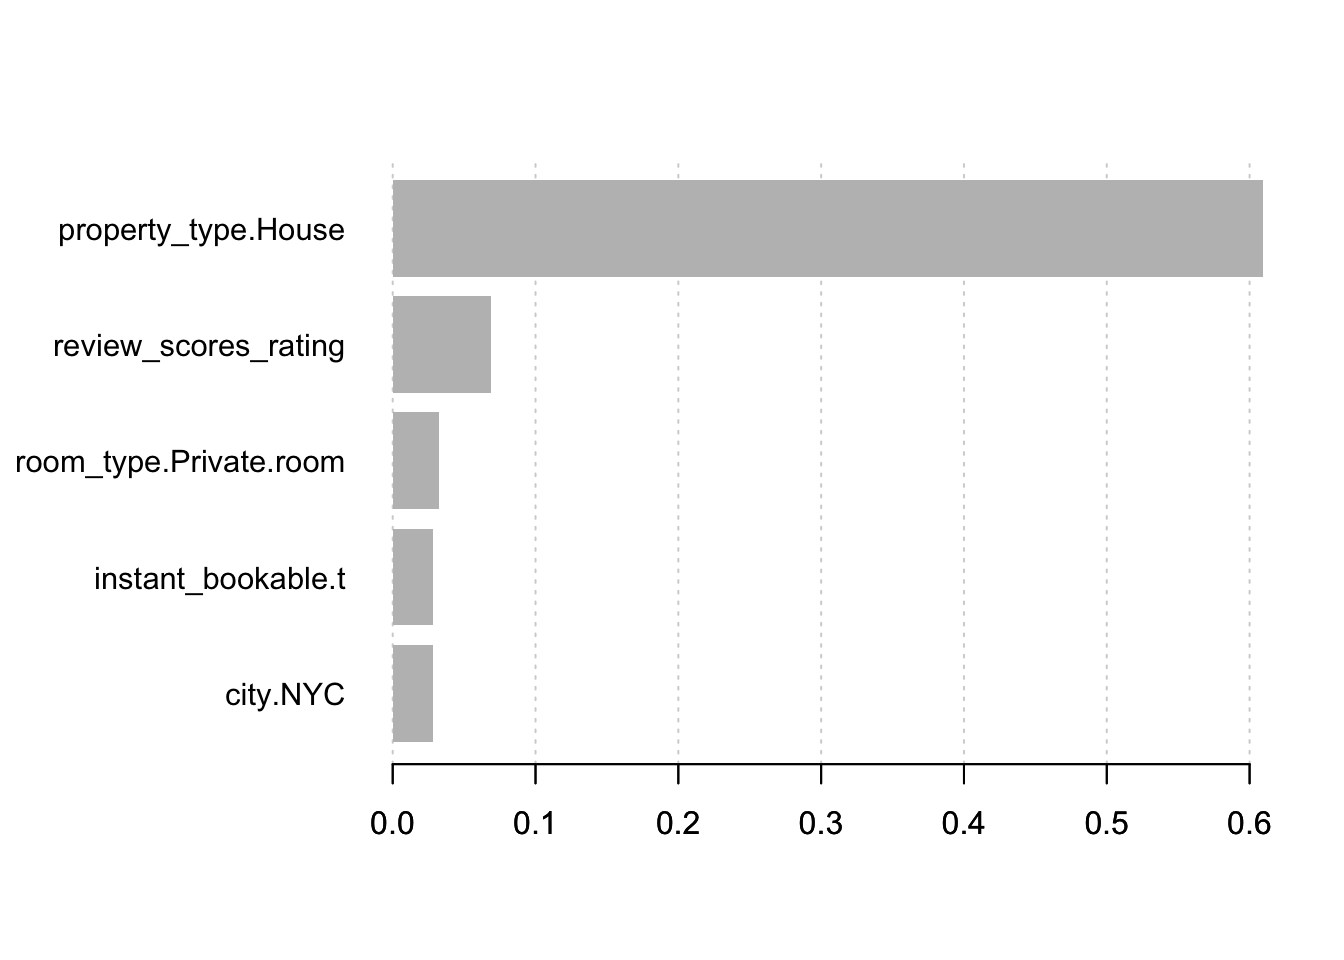 property_type.House
review_scores_rating
room_type.Private.room
instant_bookable.t
city.NYC
0.0 0.1 0.2 0.3 0.4 0.5 0.6